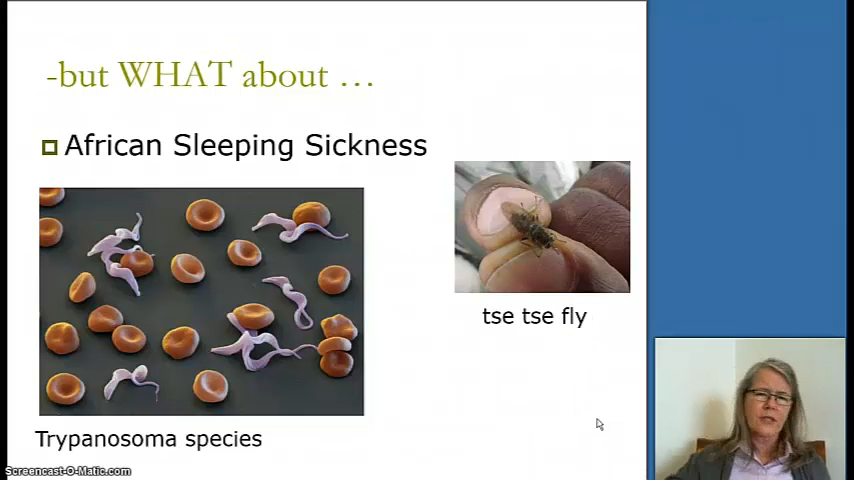 -but WHAT about …
African Sleeping Sickness
tse tse fly
Trypanosoma species
Screencast-O-Matic.com